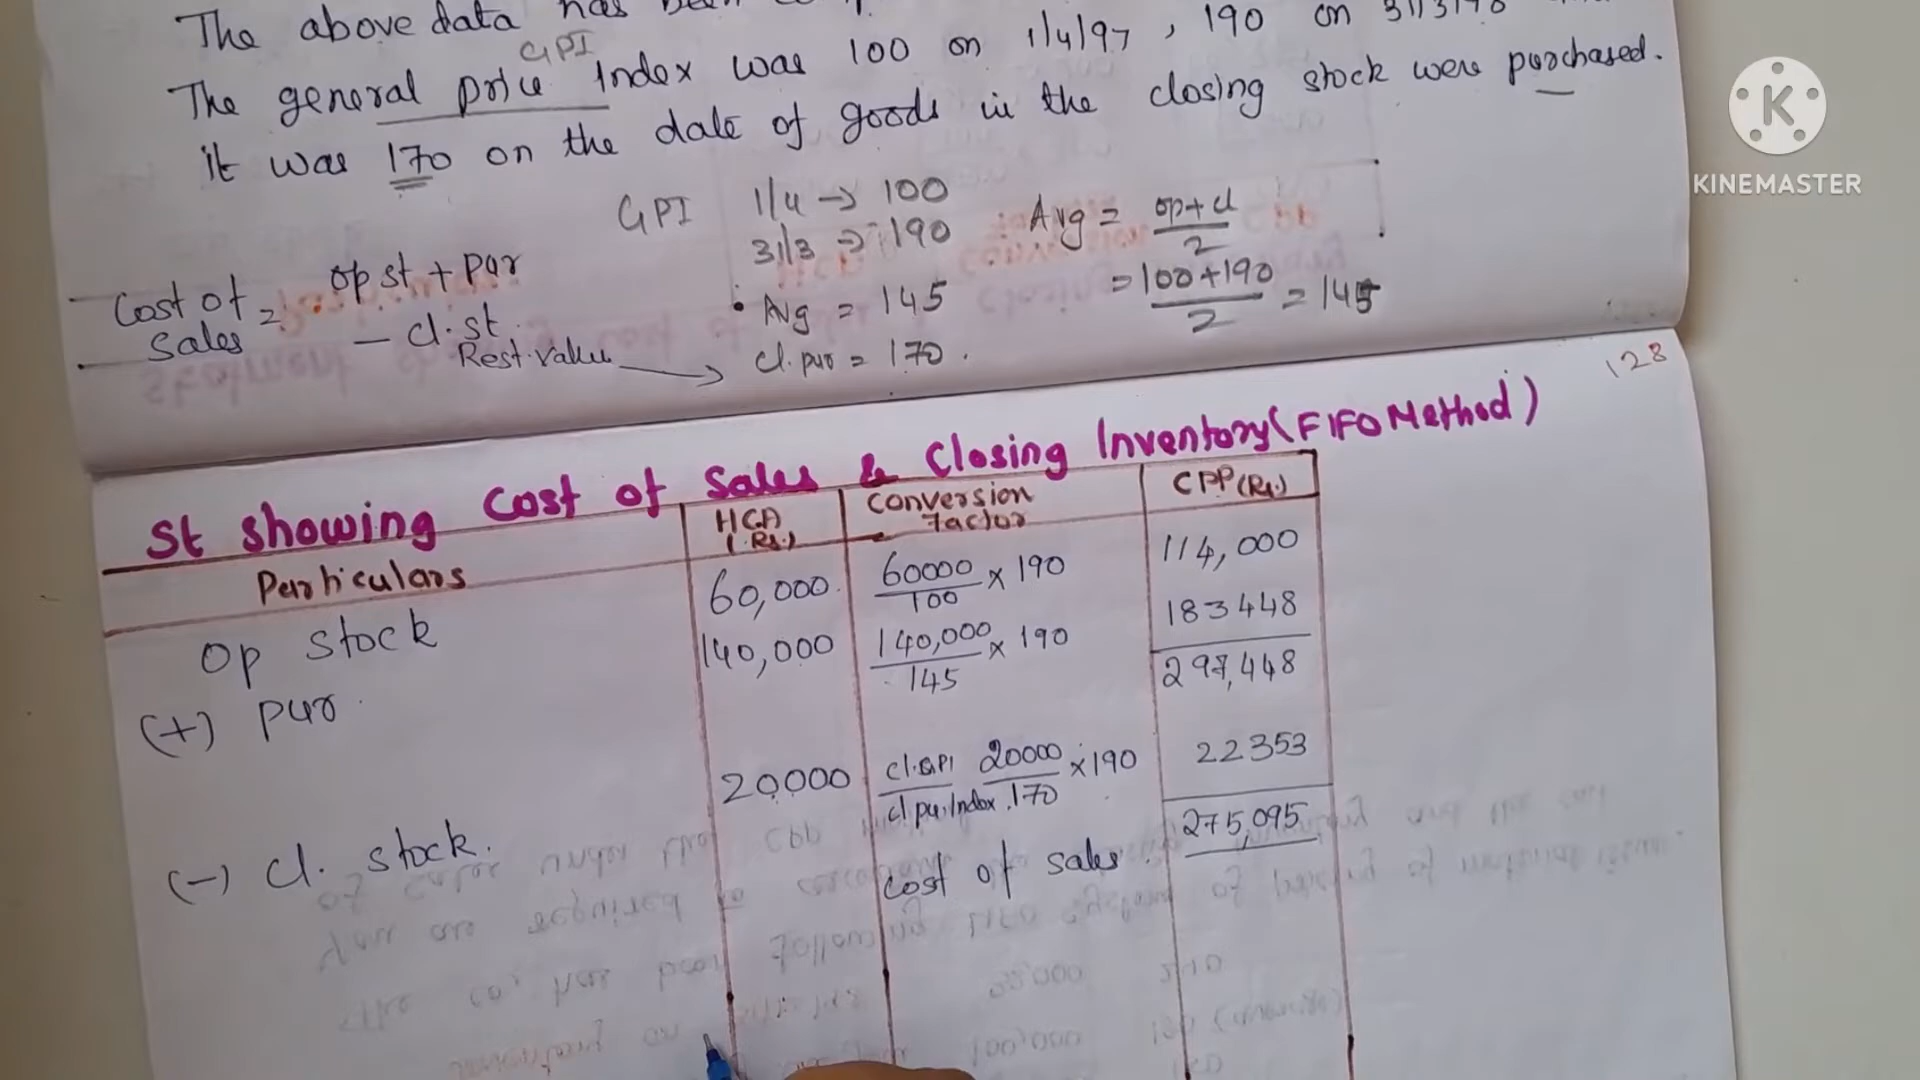 The above data has been
GPI
The general price Index was 100 on 1/4/97, 190 on 31/3/98
it was 170 on the date of goods in the closing stock were purchased.
GPI 1/4 → 100
31/3 → 190
Avg = 145
cl. pur = 170.
Avg = op + cl / 2
= 100+190 / 2 = 145
Cost of Sales = op st + pur
– cl. st
Rest. value →
128
St showing Cost of Sales & Closing Inventory (FIFO Method)
Particulars HCA (Rs.) Conversion factor CPP (Rs.)
Op stock 60,000 60000/100 × 190 114,000
(+) pur 140,000 140,000/145 × 190 183448
297,448
(–) cl. stock. 20,000 cl. GPI / cl pur. Index 20000/170 × 190 22353
cost of sales 275,095
K
KINEMASTER